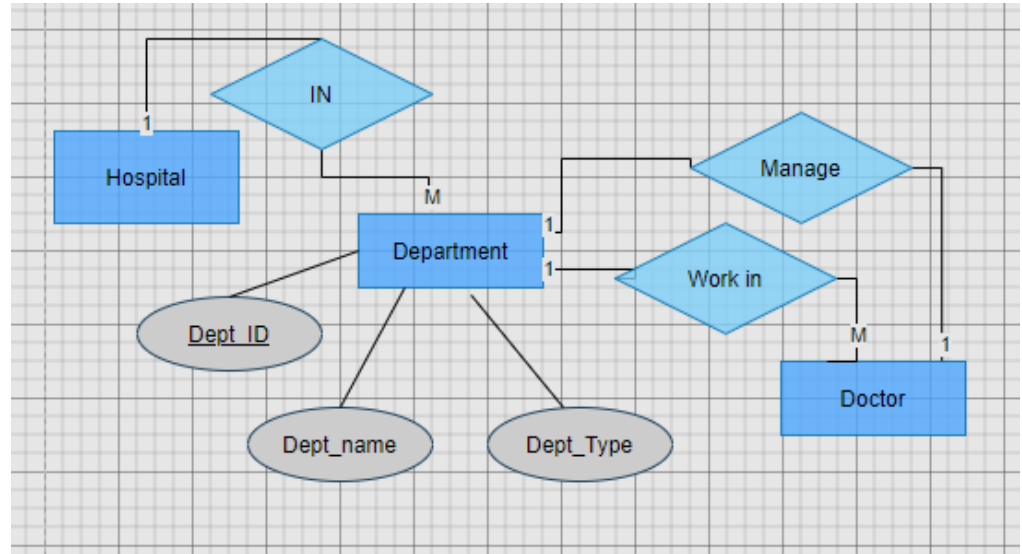 IN
1
Hospital
Manage
M
1
Department
1
Work in
Dept_ID
M
1
Doctor
Dept_name
Dept_Type